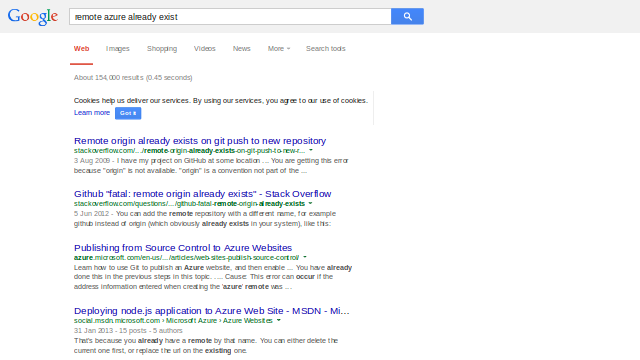 Google
remote azure already exist
Web Images Shopping Videos News More Search tools
About 154,000 results (0.45 seconds)
Cookies help us deliver our services. By using our services, you agree to our use of cookies.
Learn more Got it
Remote origin already exists on git push to new repository
stackoverflow.com/.../remote-origin-already-exists-on-git-push-to-new-r...
3 Aug 2009 - I have my project on GitHub at some location ... You are getting this error
because "origin" is not available. "origin" is a convention not part of the ...
Github "fatal: remote origin already exists" - Stack Overflow
stackoverflow.com/questions/.../github-fatal-remote-origin-already-exists
5 Jun 2012 - You can add the remote repository with a different name, for example
github instead of origin (which obviously already exists in your system), like this:
Publishing from Source Control to Azure Websites
azure.microsoft.com/en-us/.../articles/web-sites-publish-source-control/
Learn how to use Git to publish an Azure website, and then enable ... You have already
done this in the previous steps in this topic. .... Cause: This error can occur if the
address information entered when creating the 'azure' remote was ...
Deploying node.js application to Azure Web Site - MSDN - Mi...
social.msdn.microsoft.com › Microsoft Azure › Azure Websites
31 Jan 2013 - 15 posts - 5 authors
That's because you already have a remote by that name. You can either delete the
current one first, or replace the url on the existing one.